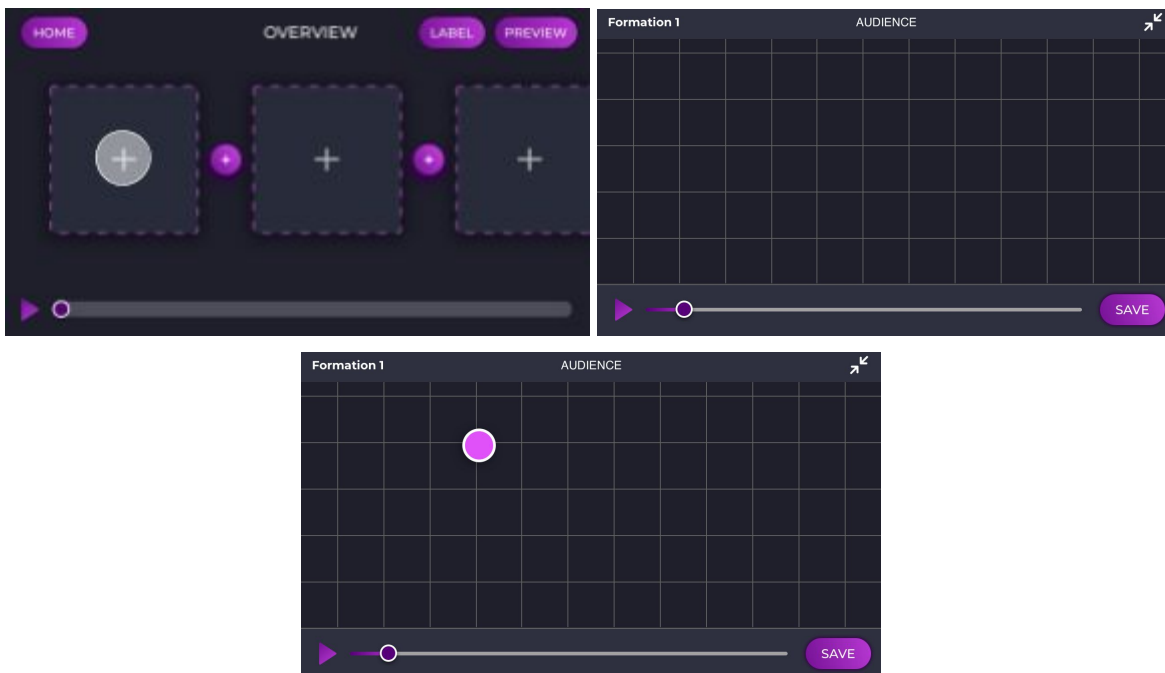 HOME OVERVIEW LABEL PREVIEW
Formation 1 AUDIENCE
SAVE
Formation 1 AUDIENCE
SAVE